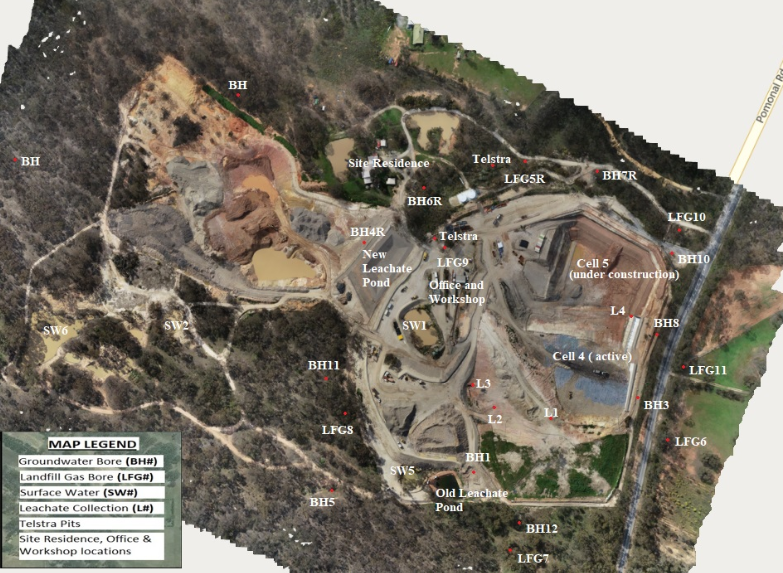 Pomonal Rd
BH
BH
Site Residence
Telstra
LFG5R
BH7R
BH6R
LFG10
BH4R
Telstra
BH10
New
Leachate
Pond
LFG9
Office and
Workshop
Cell 5
(under construction)
L4
SW6
SW2
SW1
BH8
Cell 4 ( active)
BH11
LFG11
L3
LFG8
L2
L1
BH3
LFG6
MAP LEGEND
Groundwater Bore (BH#)
Landfill Gas Bore (LFG#)
Surface Water (SW#)
Leachate Collection (L#)
Telstra Pits
Site Residence, Office &
Workshop locations
BH1
SW5
BH5
Old Leachate
Pond
BH12
LFG7